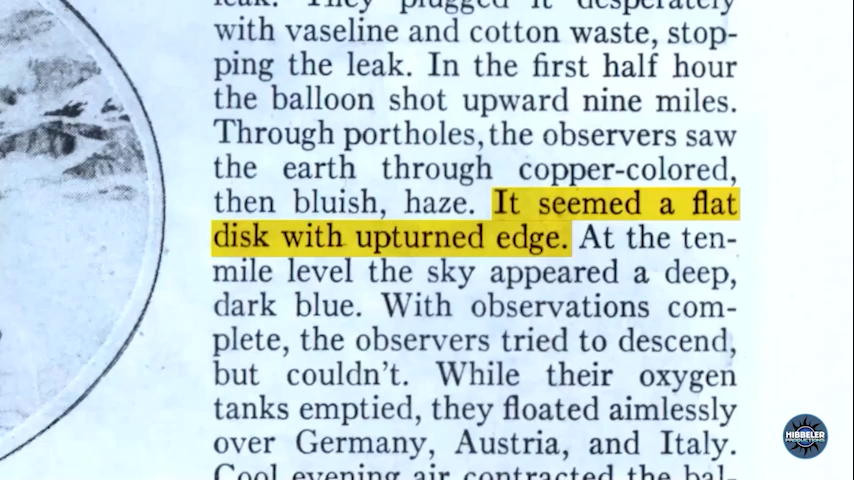 leak. They plugged it desperately
with vaseline and cotton waste, stop-
ping the leak. In the first half hour
the balloon shot upward nine miles.
Through portholes, the observers saw
the earth through copper-colored,
then bluish, haze. It seemed a flat
disk with upturned edge. At the ten-
mile level the sky appeared a deep,
dark blue. With observations com-
plete, the observers tried to descend,
but couldn't. While their oxygen
tanks emptied, they floated aimlessly
over Germany, Austria, and Italy.
Cool evening air contracted the bal-
HIBBELER
PRODUCTIONS